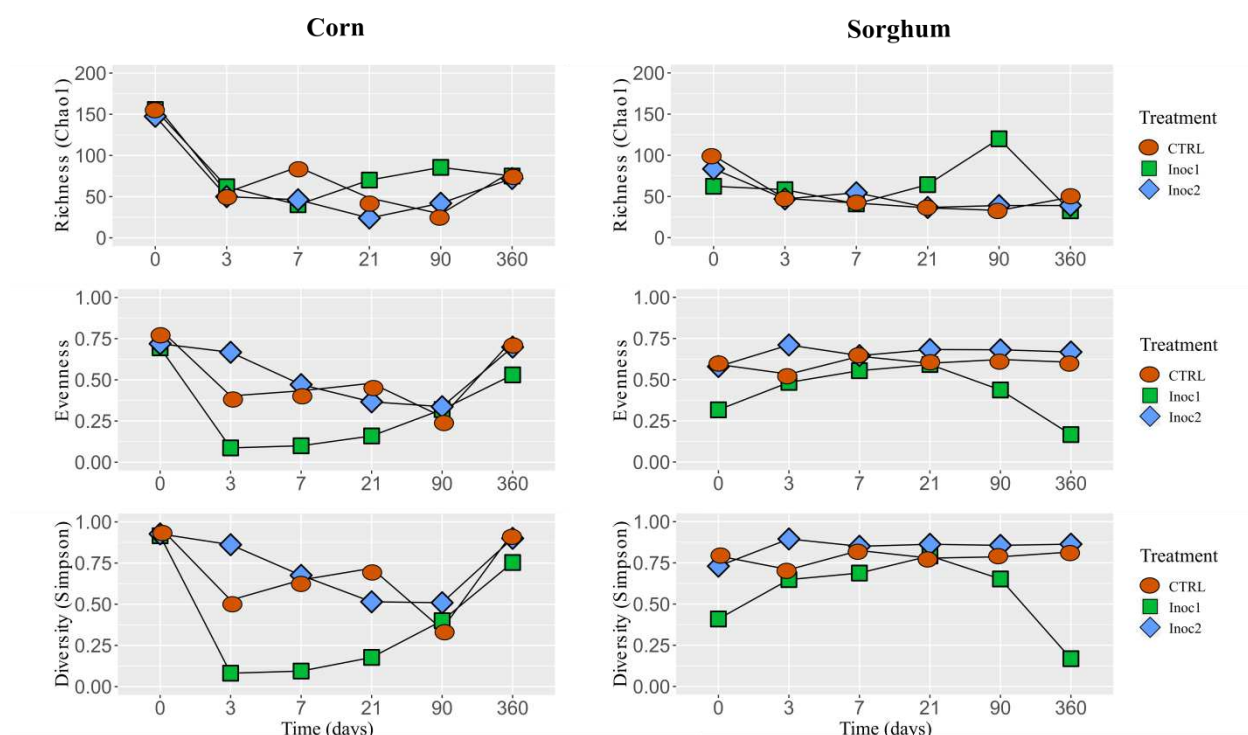 Corn
Sorghum
Richness (Chao1)
200
150
100
50
0
0 3 7 21 90 360
Richness (Chao1)
200
150
100
50
0
0 3 7 21 90 360
Treatment
CTRL
Inoc1
Inoc2
Evenness
1.00
0.75
0.50
0.25
0.00
0 3 7 21 90 360
Evenness
1.00
0.75
0.50
0.25
0.00
0 3 7 21 90 360
Treatment
CTRL
Inoc1
Inoc2
Diversity (Simpson)
1.00
0.75
0.50
0.25
0.00
0 3 7 21 90 360
Time (days)
Diversity (Simpson)
1.00
0.75
0.50
0.25
0.00
0 3 7 21 90 360
Time (days)
Treatment
CTRL
Inoc1
Inoc2